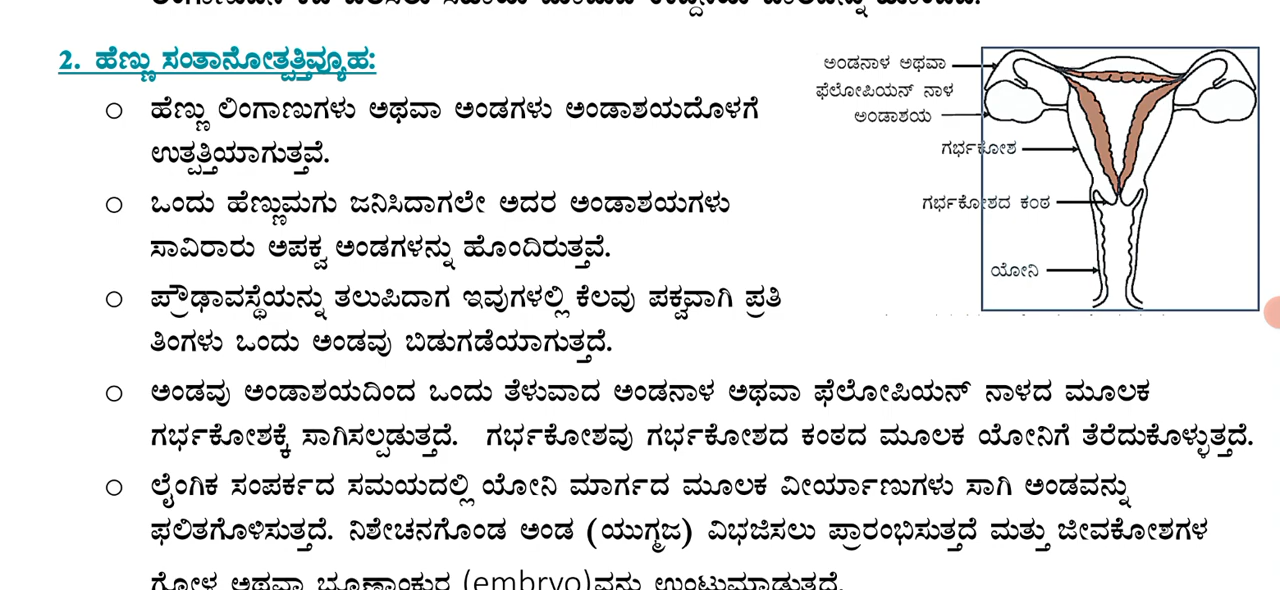 2. ಹೆಣ್ಣು ಸಂತಾನೋತ್ಪತ್ತಿವ್ಯೂಹ:
○ ಹೆಣ್ಣು ಲಿಂಗಾಣುಗಳು ಅಥವಾ ಅಂಡಗಳು ಅಂಡಾಶಯದೊಳಗೆ
ಉತ್ಪತ್ತಿಯಾಗುತ್ತವೆ.
○ ಒಂದು ಹೆಣ್ಣುಮಗು ಜನಿಸಿದಾಗಲೇ ಅದರ ಅಂಡಾಶಯಗಳು
ಸಾವಿರಾರು ಅಪಕ್ವ ಅಂಡಗಳನ್ನು ಹೊಂದಿರುತ್ತವೆ.
○ ಪ್ರೌಢಾವಸ್ಥೆಯನ್ನು ತಲುಪಿದಾಗ ಇವುಗಳಲ್ಲಿ ಕೆಲವು ಪಕ್ವವಾಗಿ ಪ್ರತಿ
ತಿಂಗಳು ಒಂದು ಅಂಡವು ಬಿಡುಗಡೆಯಾಗುತ್ತದೆ.
ಅಂಡನಾಳ ಅಥವಾ
ಫೆಲೋಪಿಯನ್ ನಾಳ
ಅಂಡಾಶಯ
ಗರ್ಭಕೋಶ
ಗರ್ಭಕೋಶದ ಕಂಠ
ಯೋನಿ
○ ಅಂಡವು ಅಂಡಾಶಯದಿಂದ ಒಂದು ತೆಳುವಾದ ಅಂಡನಾಳ ಅಥವಾ ಫೆಲೋಪಿಯನ್ ನಾಳದ ಮೂಲಕ
ಗರ್ಭಕೋಶಕ್ಕೆ ಸಾಗಿಸಲ್ಪಡುತ್ತದೆ. ಗರ್ಭಕೋಶವು ಗರ್ಭಕೋಶದ ಕಂಠದ ಮೂಲಕ ಯೋನಿಗೆ ತೆರೆದುಕೊಳ್ಳುತ್ತದೆ.
○ ಲೈಂಗಿಕ ಸಂಪರ್ಕದ ಸಮಯದಲ್ಲಿ ಯೋನಿ ಮಾರ್ಗದ ಮೂಲಕ ವೀರ್ಯಾಣುಗಳು ಸಾಗಿ ಅಂಡವನ್ನು
ಫಲಿತಗೊಳಿಸುತ್ತದೆ. ನಿಶೇಚನಗೊಂಡ ಅಂಡ (ಯುಗ್ಮಜ) ವಿಭಜಿಸಲು ಪ್ರಾರಂಭಿಸುತ್ತದೆ ಮತ್ತು ಜೀವಕೋಶಗಳ
ಗೋಳ ಅಥವಾ ಭ್ರೂಣಾಂಕುರ (embryo)ವನ್ನು ಉಂಟುಮಾಡುತ್ತದೆ.